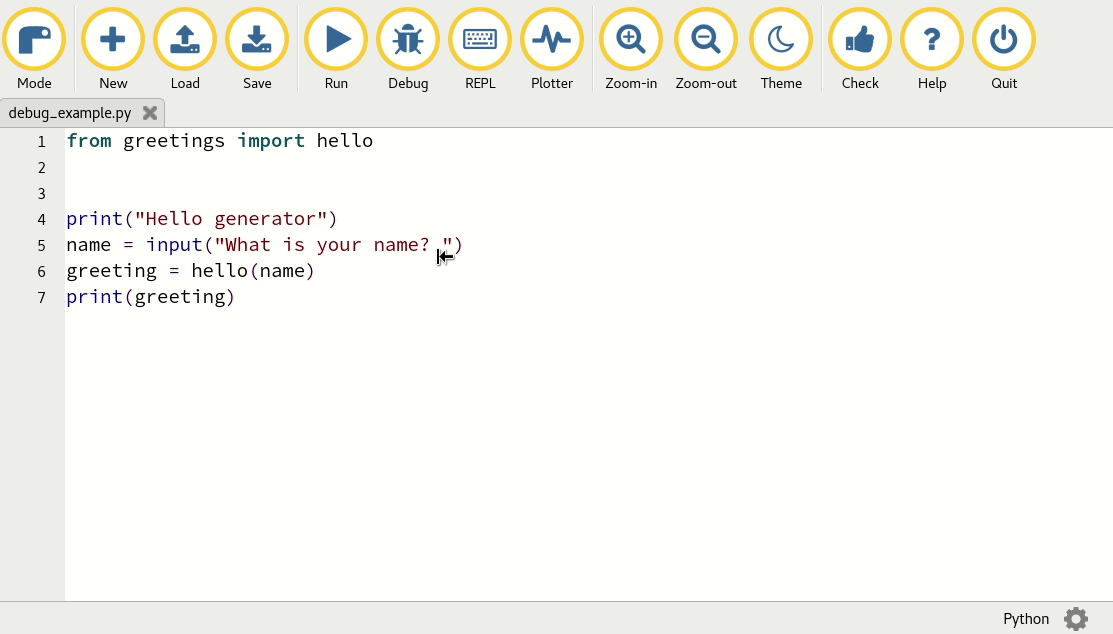 Mode New Load Save Run Debug REPL Plotter Zoom-in Zoom-out Theme Check Help Quit
debug_example.py
1 from greetings import hello
2
3
4 print("Hello generator")
5 name = input("What is your name? ")
6 greeting = hello(name)
7 print(greeting)
Python